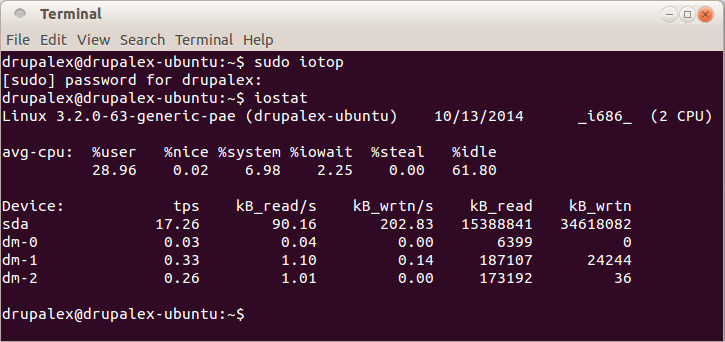 Terminal
File Edit View Search Terminal Help
drupalex@drupalex-ubuntu:~$ sudo iotop
[sudo] password for drupalex:
drupalex@drupalex-ubuntu:~$ iostat
Linux 3.2.0-63-generic-pae (drupalex-ubuntu) 10/13/2014 _i686_ (2 CPU)
avg-cpu: %user %nice %system %iowait %steal %idle
28.96 0.02 6.98 2.25 0.00 61.80
Device: tps kB_read/s kB_wrtn/s kB_read kB_wrtn
sda 17.26 90.16 202.83 15388841 34618082
dm-0 0.03 0.04 0.00 6399 0
dm-1 0.33 1.10 0.14 187107 24244
dm-2 0.26 1.01 0.00 173192 36
drupalex@drupalex-ubuntu:~$